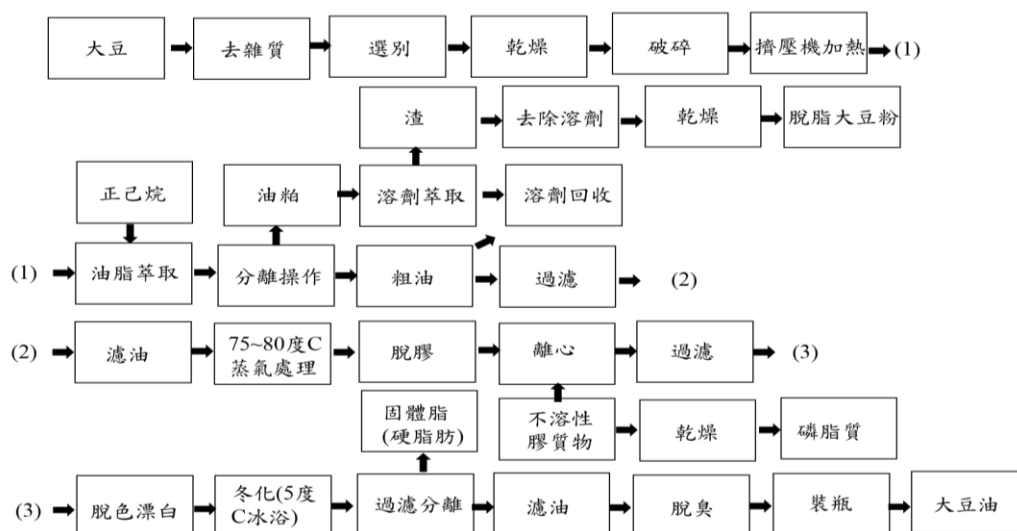 大豆
去雜質
選別
乾燥
破碎
擠壓機加熱
(1)
渣
去除溶劑
乾燥
脫脂大豆粉
正己烷
油粕
溶劑萃取
溶劑回收
(1)
油脂萃取
分離操作
粗油
過濾
(2)
(2)
濾油
75~80度C
蒸氣處理
脫膠
離心
過濾
(3)
固體脂
(硬脂肪)
不溶性
膠質物
乾燥
磷脂質
(3)
脫色漂白
冬化(5度
C冰浴)
過濾分離
濾油
脫臭
裝瓶
大豆油